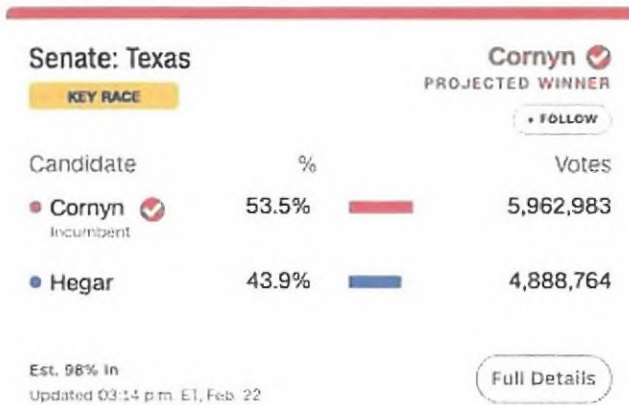 Senate: Texas
Cornyn
KEY RACE
PROJECTED WINNER
+ FOLLOW
Candidate % Votes
Cornyn 53.5% 5,962,983
Incumbent
Hegar 43.9% 4,888,764
Est. 98% In
Updated 03:14 p.m. ET, Feb. 22
Full Details